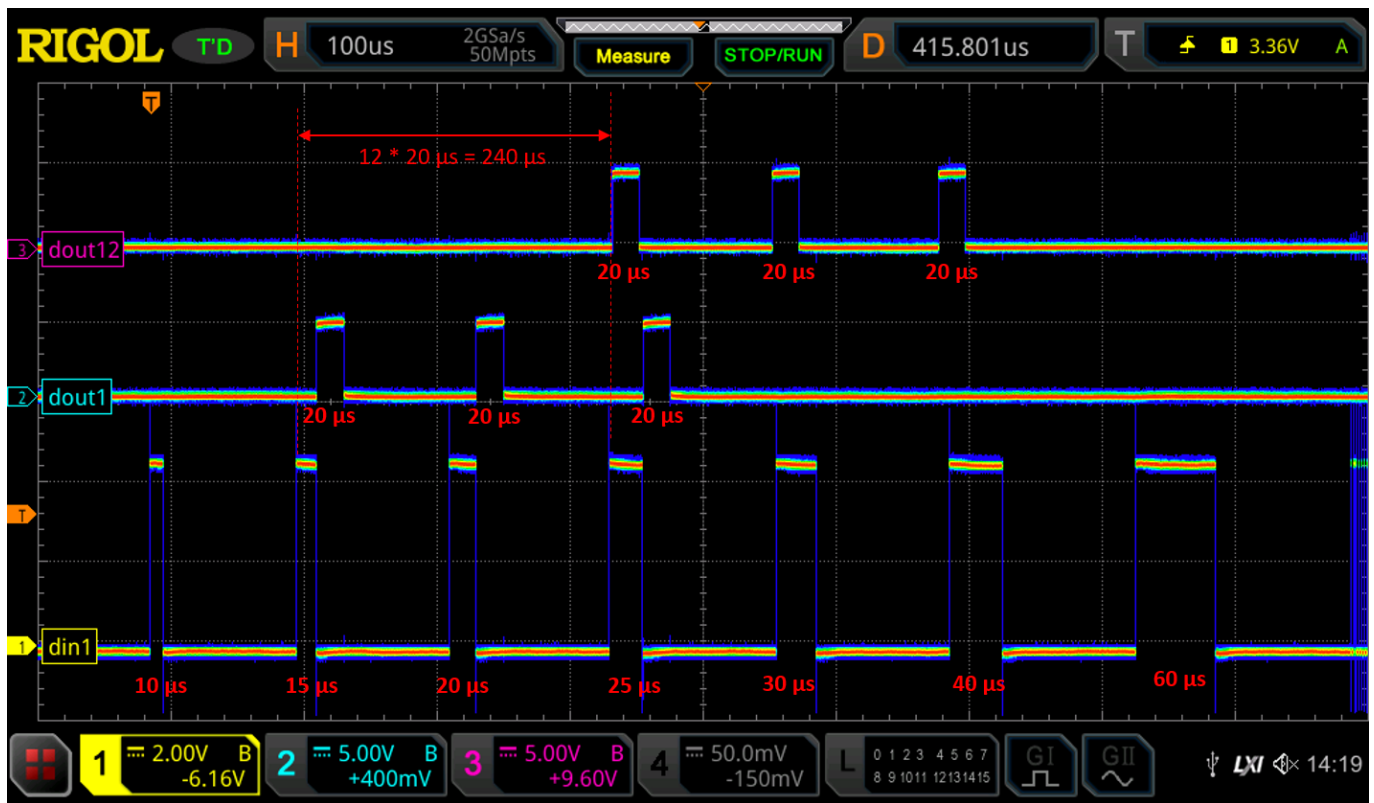 RIGOL T'D H 100us 2GSa/s 50Mpts Measure STOP/RUN D 415.801us T 1 3.36V A
T
12 * 20 µs = 240 µs
3 dout12
20 µs 20 µs 20 µs
2 dout1
20 µs 20 µs 20 µs
T
1 din1
10 µs 15 µs 20 µs 25 µs 30 µs 40 µs 60 µs
1 2.00V B -6.16V 2 5.00V B +400mV 3 5.00V B +9.60V 4 50.0mV -150mV L 0 1 2 3 4 5 6 7 8 9 10 11 12 13 14 15 GI GII LXI 14:19